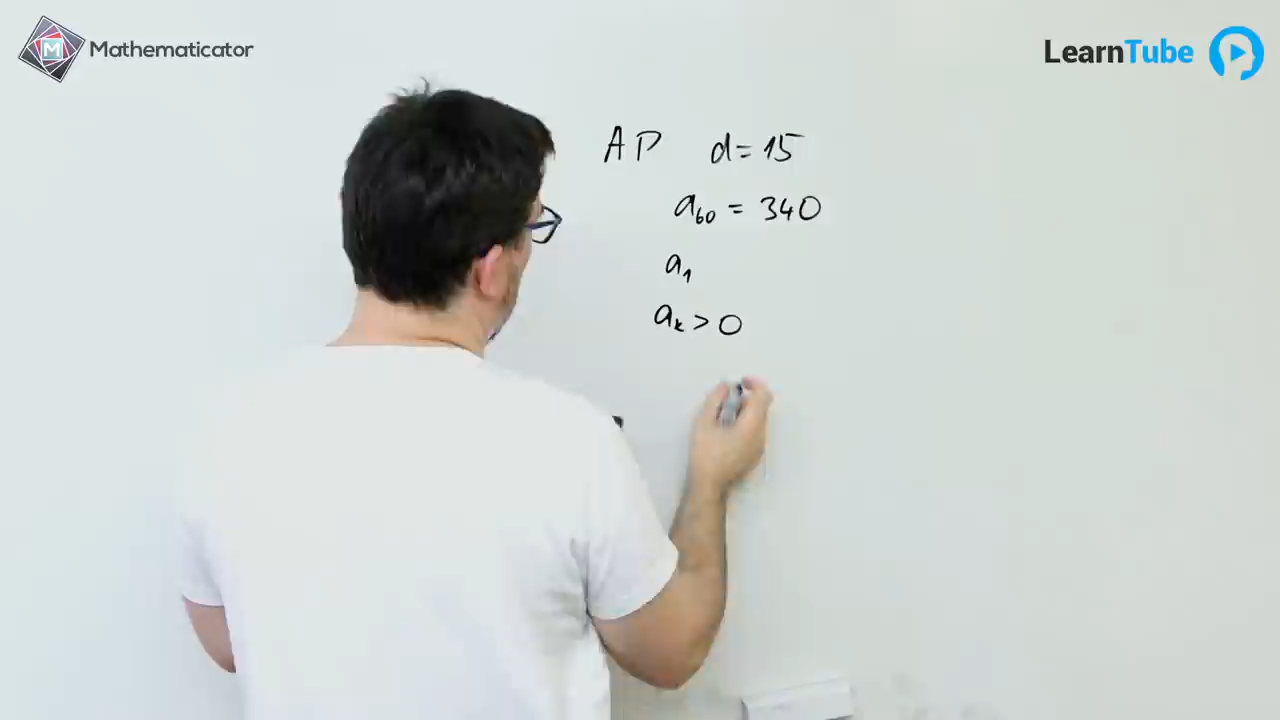 Mathematicator
LearnTube
AP d=15
a₆₀ = 340
a₁
aₖ > 0